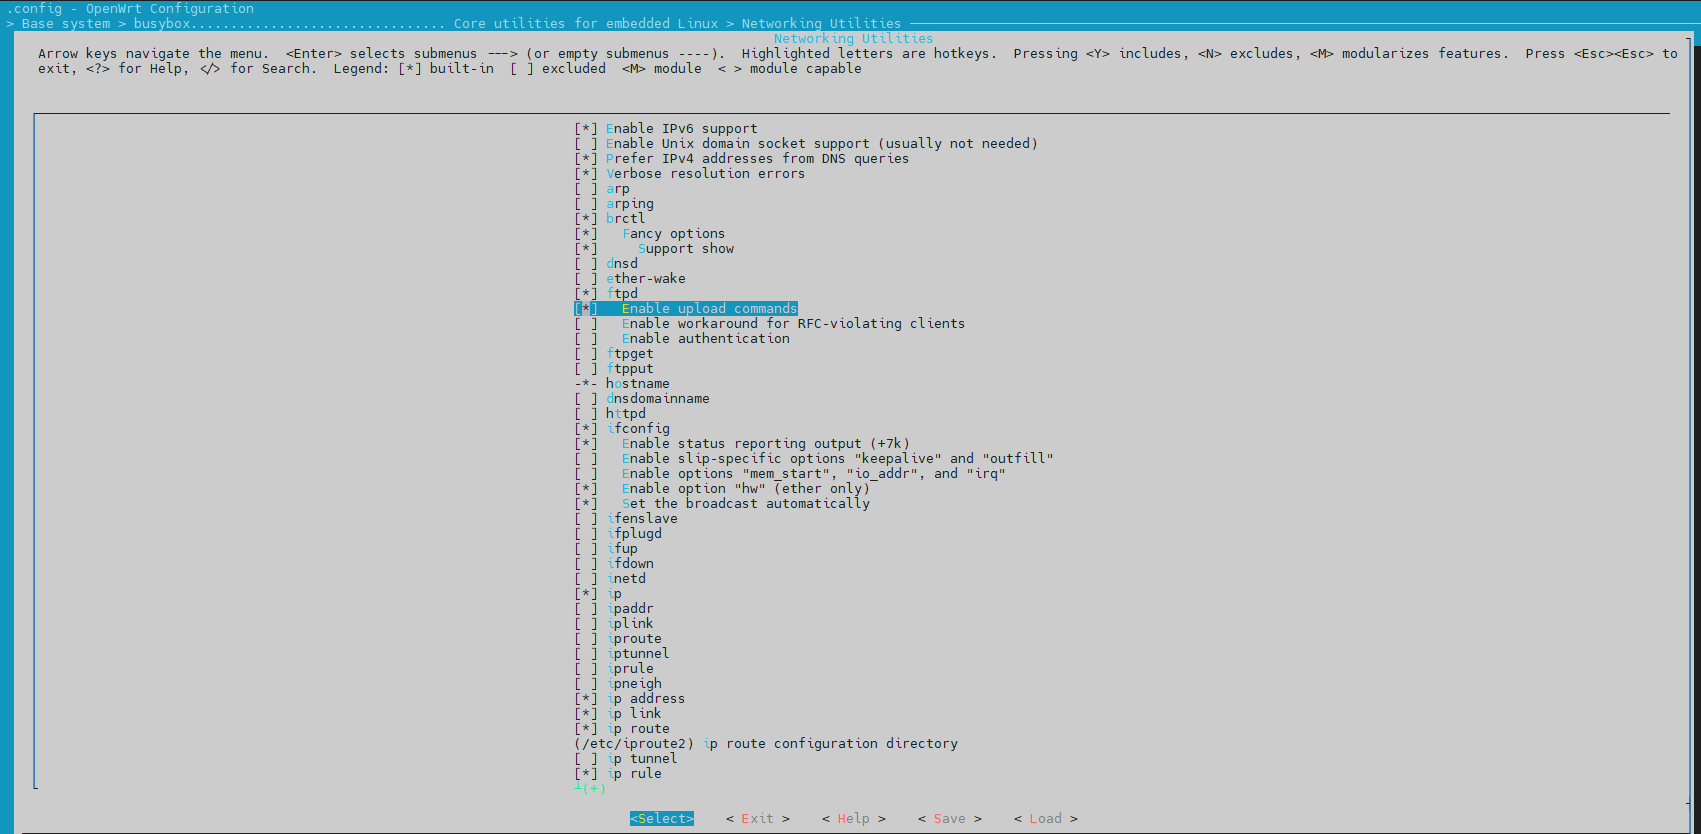 .config - OpenWrt Configuration
> Base system > busybox................................ Core utilities for embedded Linux > Networking Utilities
Networking Utilities
Arrow keys navigate the menu.  <Enter> selects submenus ---> (or empty submenus ----).  Highlighted letters are hotkeys.  Pressing <Y> includes, <N> excludes, <M> modularizes features.  Press <Esc><Esc> to
exit, <?> for Help, </> for Search.  Legend: [*] built-in  [ ] excluded  <M> module  < > module capable
[*] Enable IPv6 support
[ ] Enable Unix domain socket support (usually not needed)
[*] Prefer IPv4 addresses from DNS queries
[*] Verbose resolution errors
[ ] arp
[ ] arping
[*] brctl
[*]   Fancy options
[*]     Support show
[ ] dnsd
[ ] ether-wake
[*] ftpd
[*]   Enable upload commands
[ ]   Enable workaround for RFC-violating clients
[ ]   Enable authentication
[ ] ftpget
[ ] ftpput
-*- hostname
[ ] dnsdomainname
[ ] httpd
[*] ifconfig
[*]   Enable status reporting output (+7k)
[ ]   Enable slip-specific options "keepalive" and "outfill"
[ ]   Enable options "mem_start", "io_addr", and "irq"
[*]   Enable option "hw" (ether only)
[*]   Set the broadcast automatically
[ ] ifenslave
[ ] ifplugd
[ ] ifup
[ ] ifdown
[ ] inetd
[*] ip
[ ] ipaddr
[ ] iplink
[ ] iproute
[ ] iptunnel
[ ] iprule
[ ] ipneigh
[*] ip address
[*] ip link
[*] ip route
(/etc/iproute2) ip route configuration directory
[ ] ip tunnel
[*] ip rule
┴(+)
<Select>    < Exit >    < Help >    < Save >    < Load >